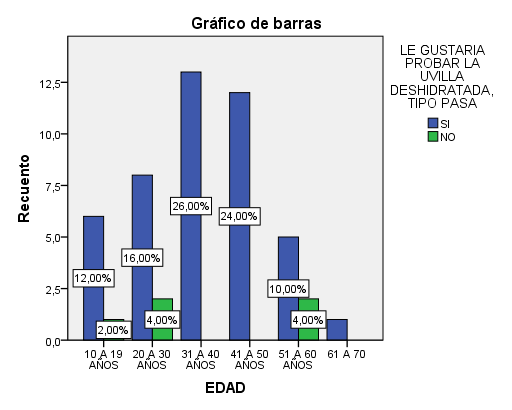 Gráfico de barras
LE GUSTARIA
PROBAR LA
UVILLA
DESHIDRATADA,
TIPO PASA
SI
NO
Recuento
12,5
10,0
7,5
5,0
2,5
0,0
12,00%
2,00%
16,00%
4,00%
26,00%
24,00%
10,00%
4,00%
10 A 19
AÑOS
20 A 30
AÑOS
31 A 40
AÑOS
41 A 50
AÑOS
51 A 60
AÑOS
61 A 70
EDAD